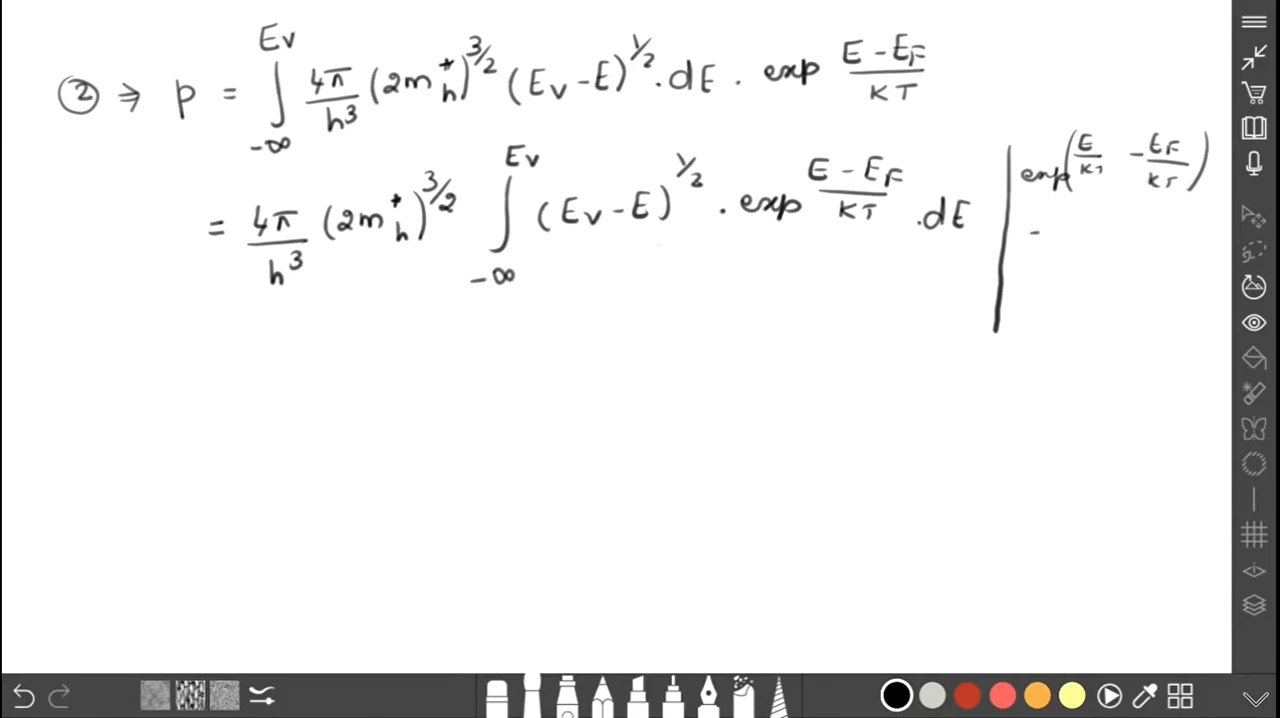 ② ⇒ p = ∫_{-∞}^{Ev} 4π/h³ (2m*h)^{3/2} (Ev - E)^{1/2} . dE . exp (E - EF)/KT
= 4π/h³ (2m*h)^{3/2} ∫_{-∞}^{Ev} (Ev - E)^{1/2} . exp (E - EF)/KT . dE
exp(E/KT - EF/KT)
-